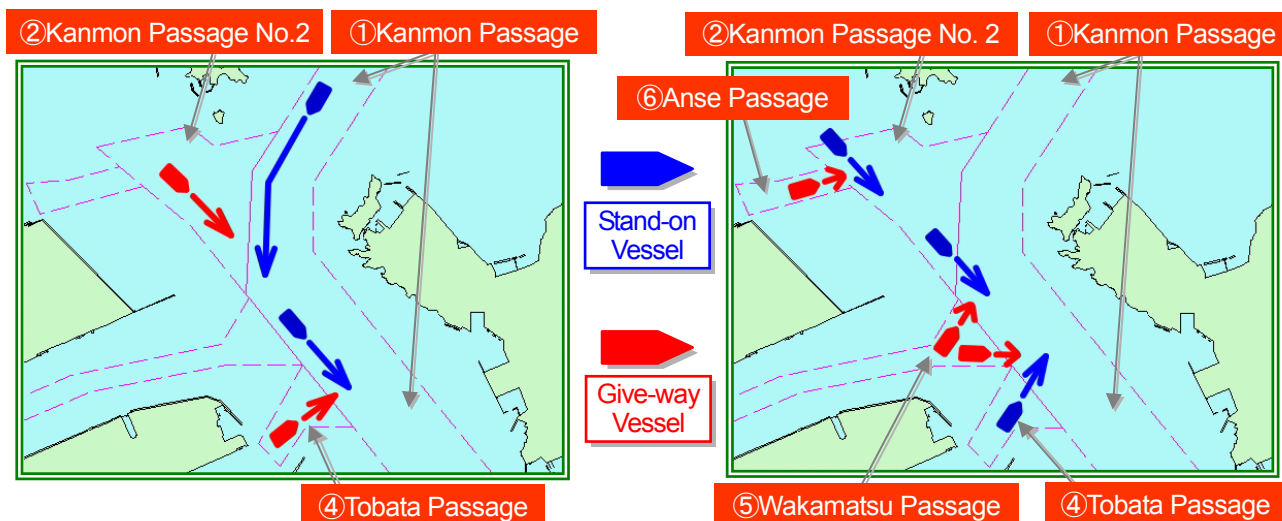 ②Kanmon Passage No.2
①Kanmon Passage
②Kanmon Passage No. 2
①Kanmon Passage
⑥Anse Passage
Stand-on
Vessel
Give-way
Vessel
④Tobata Passage
⑤Wakamatsu Passage
④Tobata Passage